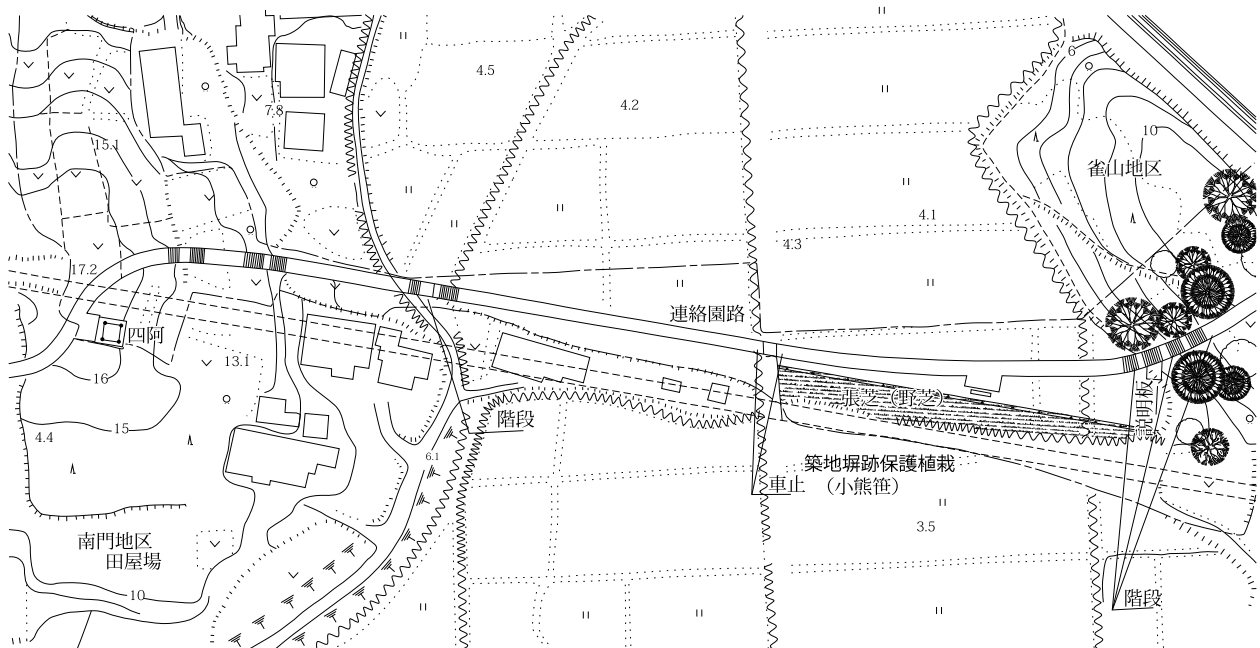 4.5
6
4.2
7.8
15.1
10
雀山地区
4.1
4.3
17.2
連絡園路
四阿
13.1
16
張芝（野芝）
説明板
15
階段
4.4
6.1
築地塀跡保護植栽
（小熊笹）
車止
3.5
南門地区
田屋場
10
階段